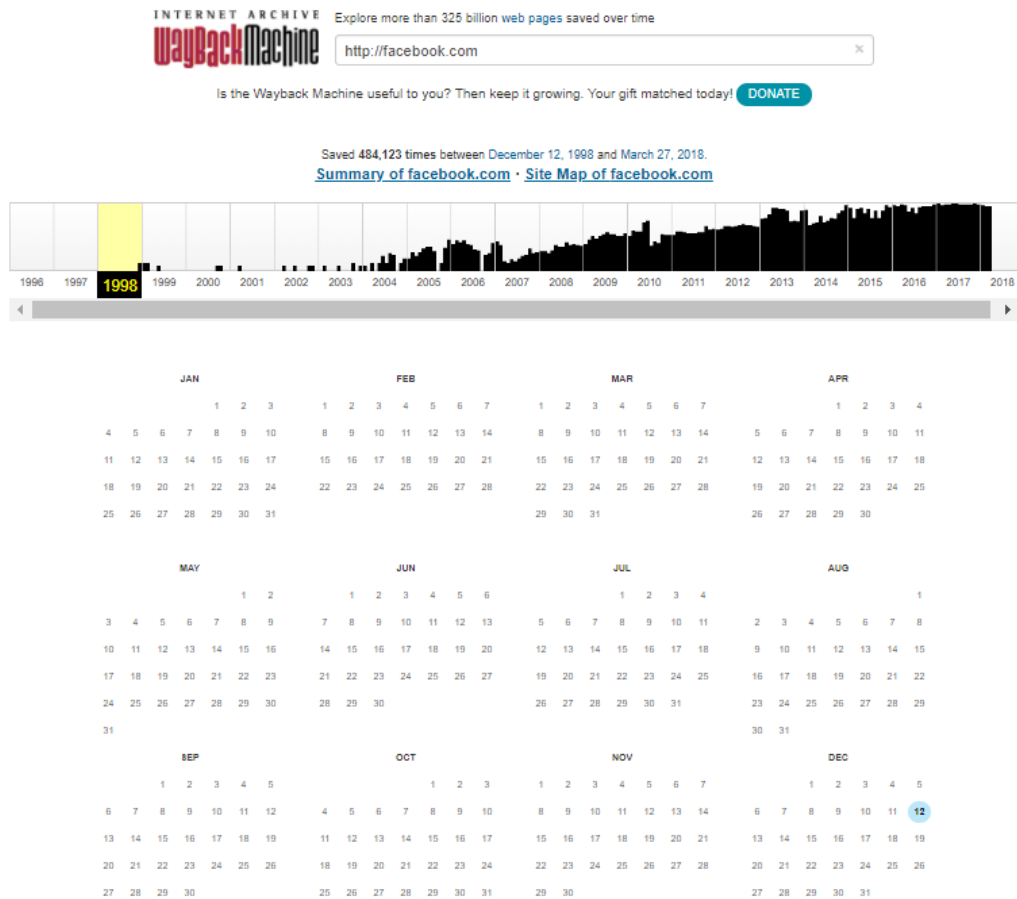 INTERNET ARCHIVE
WayBackMachine
Explore more than 325 billion web pages saved over time
http://facebook.com ×
Is the Wayback Machine useful to you? Then keep it growing. Your gift matched today! DONATE
Saved 484,123 times between December 12, 1998 and March 27, 2018.
Summary of facebook.com · Site Map of facebook.com
1996 1997 1998 1999 2000 2001 2002 2003 2004 2005 2006 2007 2008 2009 2010 2011 2012 2013 2014 2015 2016 2017 2018
JAN FEB MAR APR
1 2 3 1 2 3 4 5 6 7 1 2 3 4 5 6 7 1 2 3 4
4 5 6 7 8 9 10 8 9 10 11 12 13 14 8 9 10 11 12 13 14 5 6 7 8 9 10 11
11 12 13 14 15 16 17 15 16 17 18 19 20 21 15 16 17 18 19 20 21 12 13 14 15 16 17 18
18 19 20 21 22 23 24 22 23 24 25 26 27 28 22 23 24 25 26 27 28 19 20 21 22 23 24 25
25 26 27 28 29 30 31 29 30 31 26 27 28 29 30
MAY JUN JUL AUG
1 2 1 2 3 4 5 6 1 2 3 4 1
3 4 5 6 7 8 9 7 8 9 10 11 12 13 5 6 7 8 9 10 11 2 3 4 5 6 7 8
10 11 12 13 14 15 16 14 15 16 17 18 19 20 12 13 14 15 16 17 18 9 10 11 12 13 14 15
17 18 19 20 21 22 23 21 22 23 24 25 26 27 19 20 21 22 23 24 25 16 17 18 19 20 21 22
24 25 26 27 28 29 30 28 29 30 26 27 28 29 30 31 23 24 25 26 27 28 29
31 30 31
SEP OCT NOV DEC
1 2 3 4 5 1 2 3 1 2 3 4 5 6 7 1 2 3 4 5
6 7 8 9 10 11 12 4 5 6 7 8 9 10 8 9 10 11 12 13 14 6 7 8 9 10 11 12
13 14 15 16 17 18 19 11 12 13 14 15 16 17 15 16 17 18 19 20 21 13 14 15 16 17 18 19
20 21 22 23 24 25 26 18 19 20 21 22 23 24 22 23 24 25 26 27 28 20 21 22 23 24 25 26
27 28 29 30 25 26 27 28 29 30 31 29 30 27 28 29 30 31